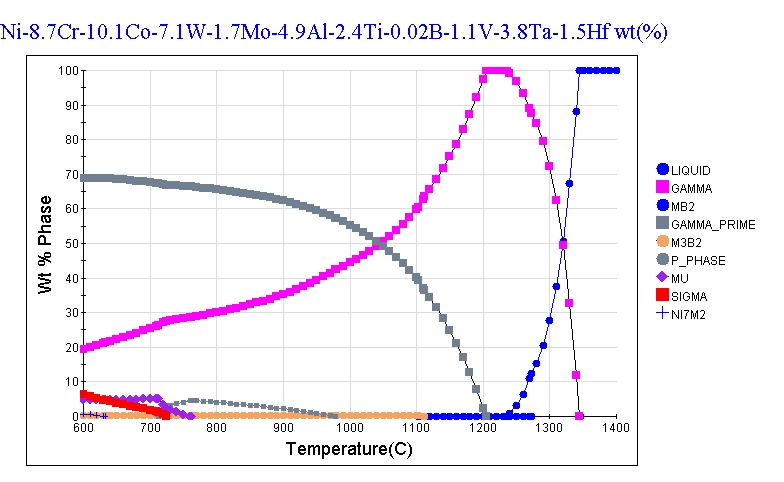 Ni-8.7Cr-10.1Co-7.1W-1.7Mo-4.9Al-2.4Ti-0.02B-1.1V-3.8Ta-1.5Hf wt(%)
100
90
80
70
60
50
40
30
20
10
0
Wt % Phase
600 700 800 900 1000 1100 1200 1300 1400
Temperature(C)
LIQUID
GAMMA
MB2
GAMMA_PRIME
M3B2
P_PHASE
MU
SIGMA
NI7M2